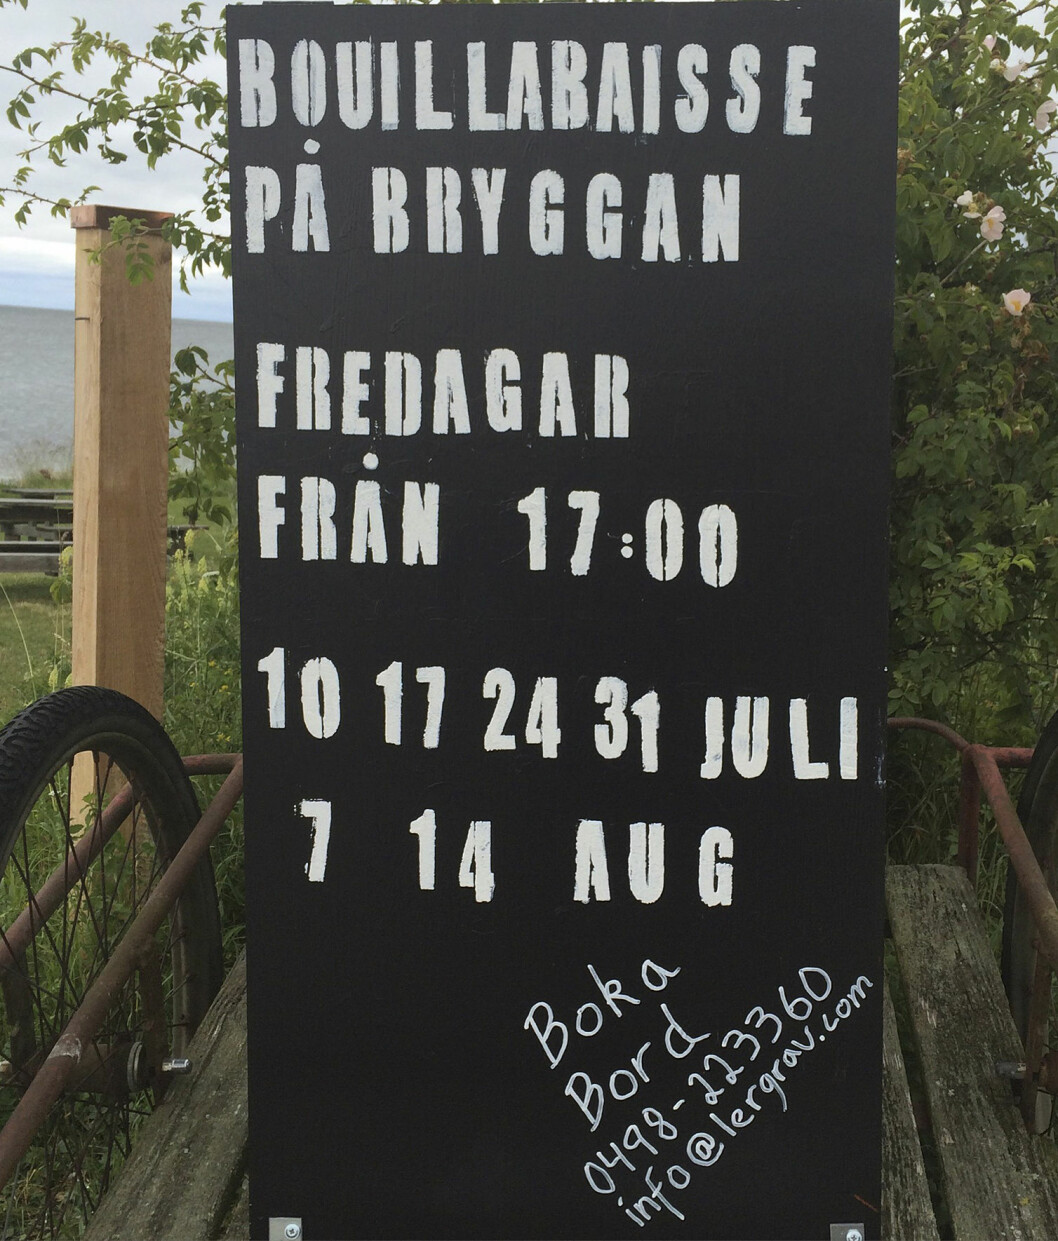 BOUILLABAISSE
PÅ BRYGGAN
FREDAGAR
FRÅN 17:00
10 17 24 31 JULI
7 14 AUG
Boka
Bord
0498-223360
info@lergrav.com